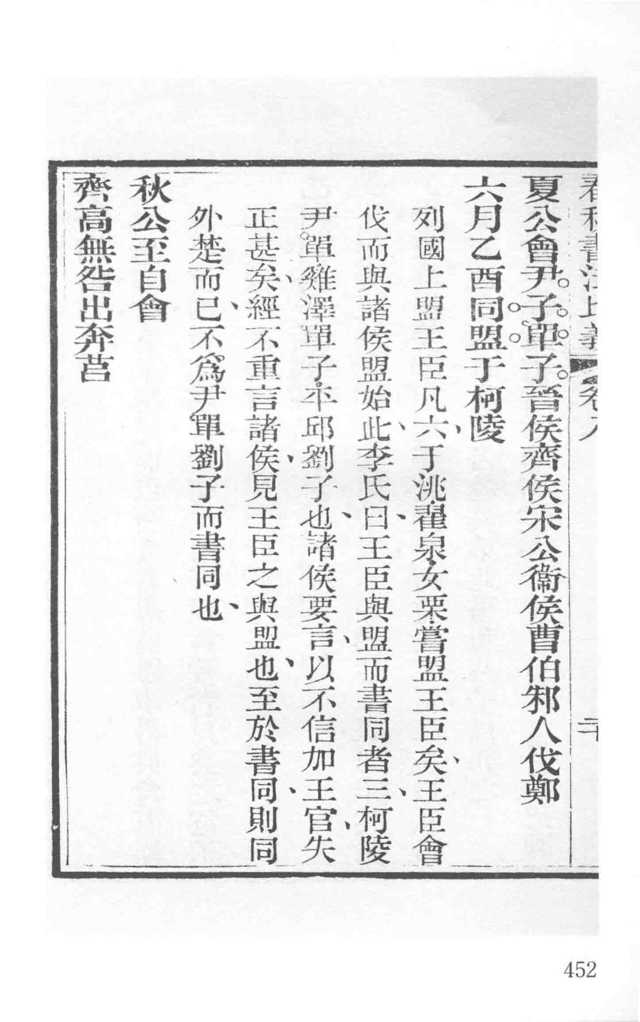 春秋書法比義 卷八 二十
夏公會尹子單子晉侯齊侯宋公衞侯曹伯邾人伐鄭
六月乙酉同盟于柯陵
列國上盟王臣凡六于洮翟泉女栗嘗盟王臣矣王臣會
伐而與諸侯盟始此李氏曰王臣與盟而書同者三柯陵
尹單雞澤單子平邱劉子也諸侯要言以不信加王官失
正甚矣經不重言諸侯見王臣之與盟也至於書同則同
外楚而已不爲尹單劉子而書同也
秋公至自會
齊高無咎出奔莒
452